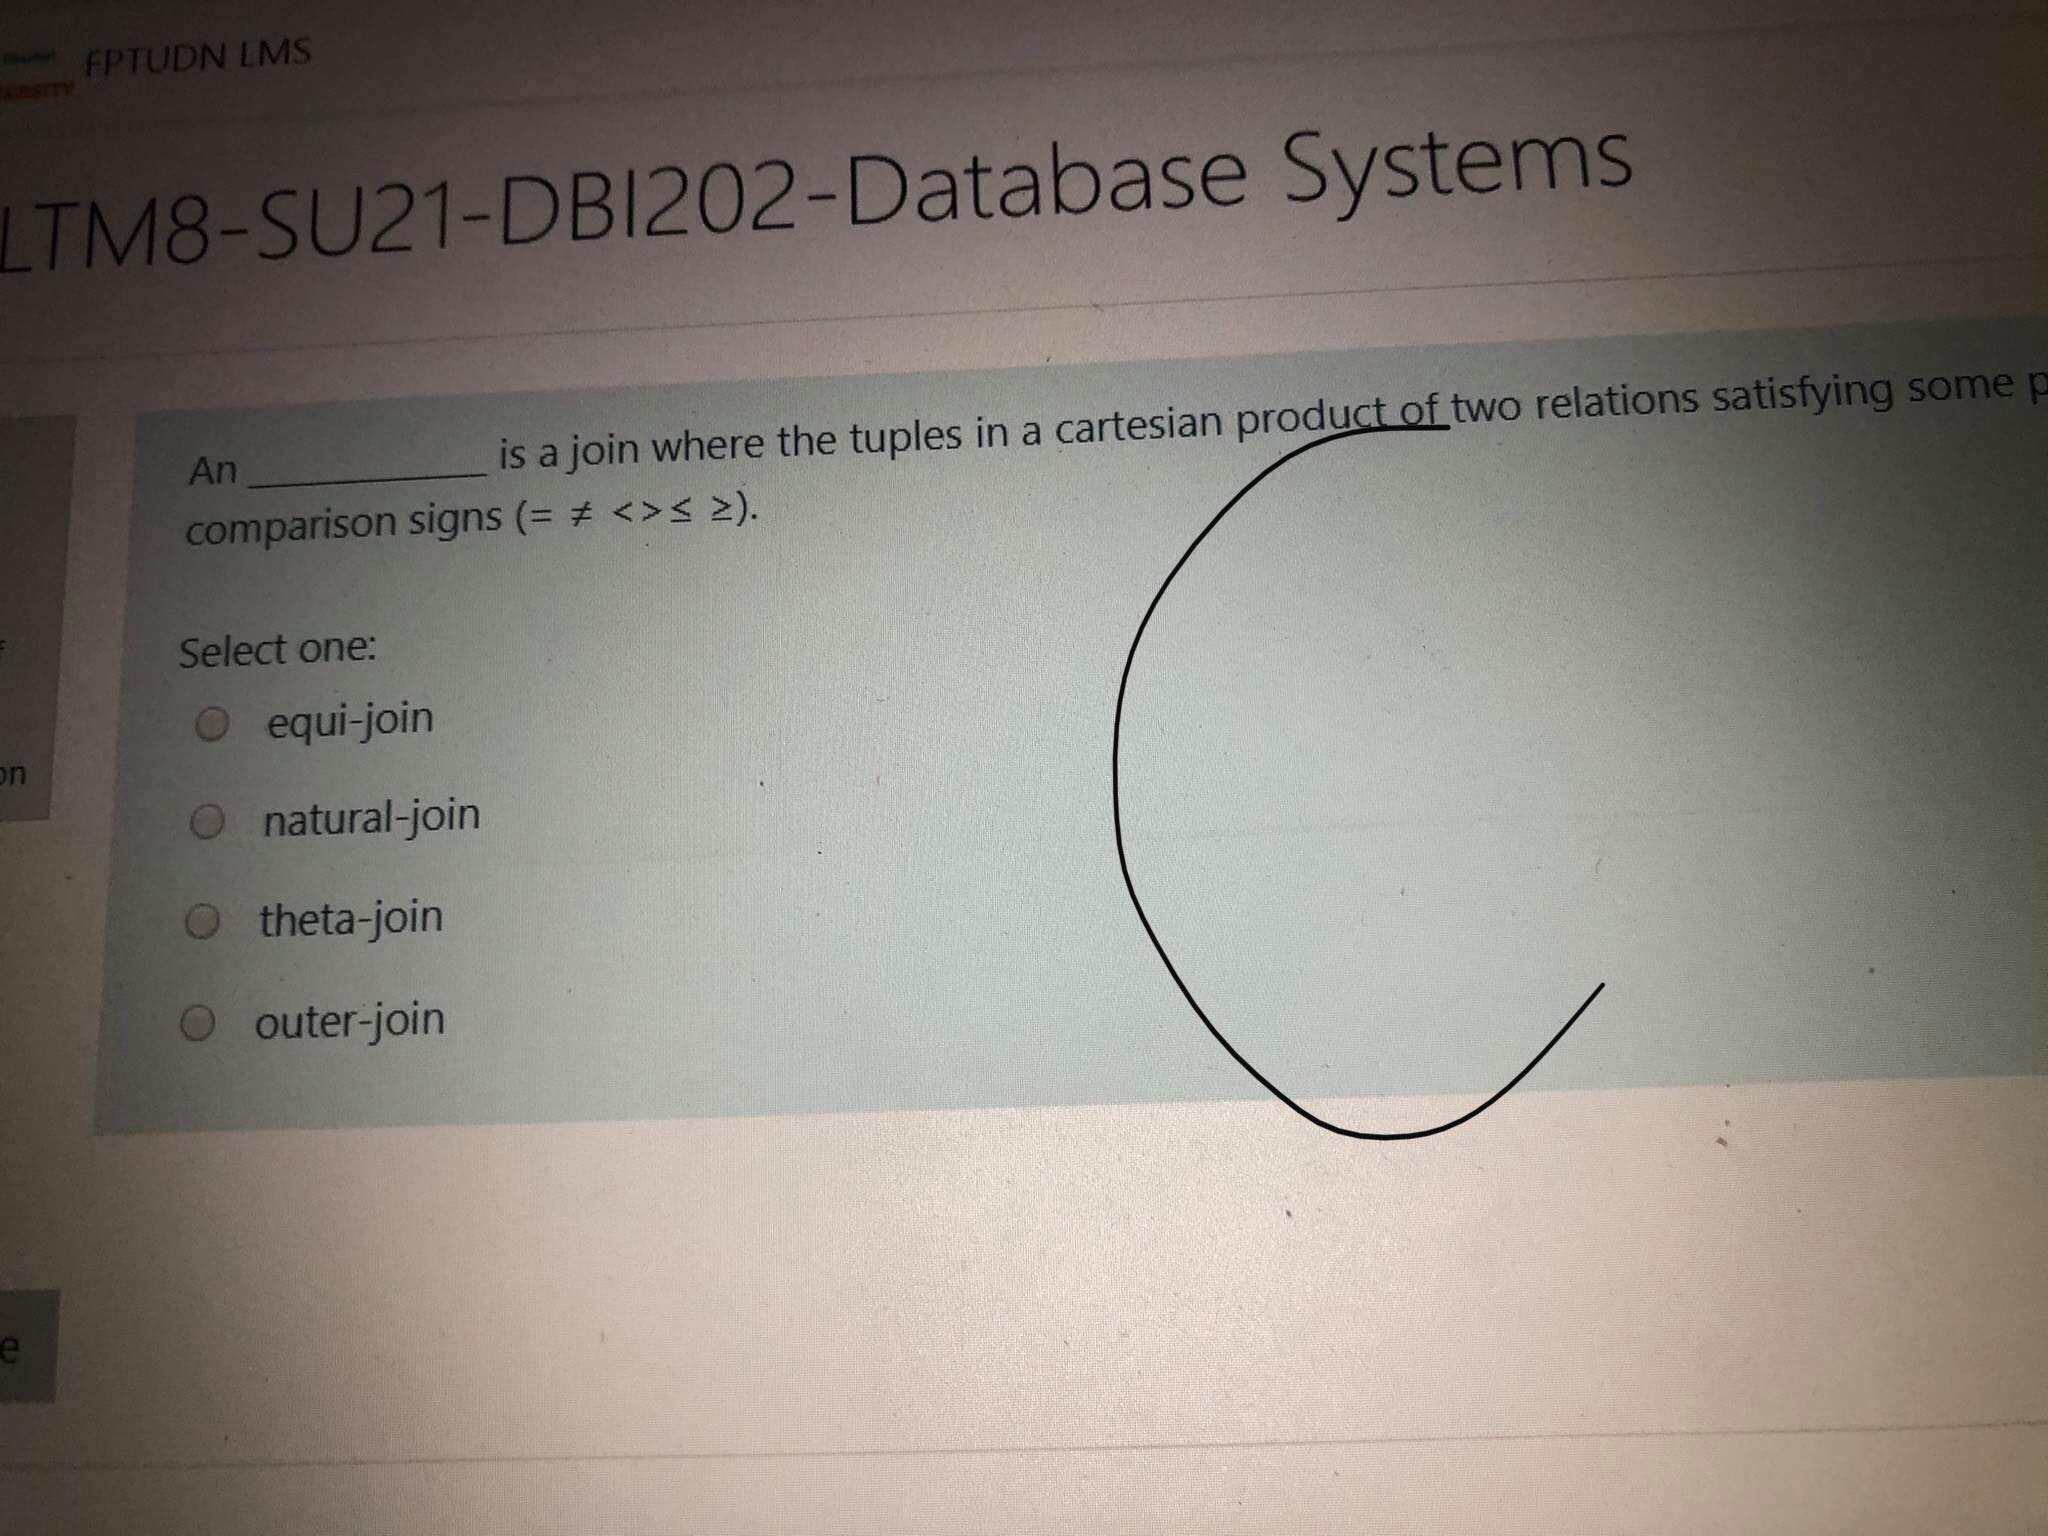 FPTUDN LMS
LTM8-SU21-DBI202-Database Systems
An __________ is a join where the tuples in a cartesian product of two relations satisfying some p
comparison signs (= ≠ <>≤ ≥).
Select one:
equi-join
natural-join
theta-join
outer-join
on
e
C